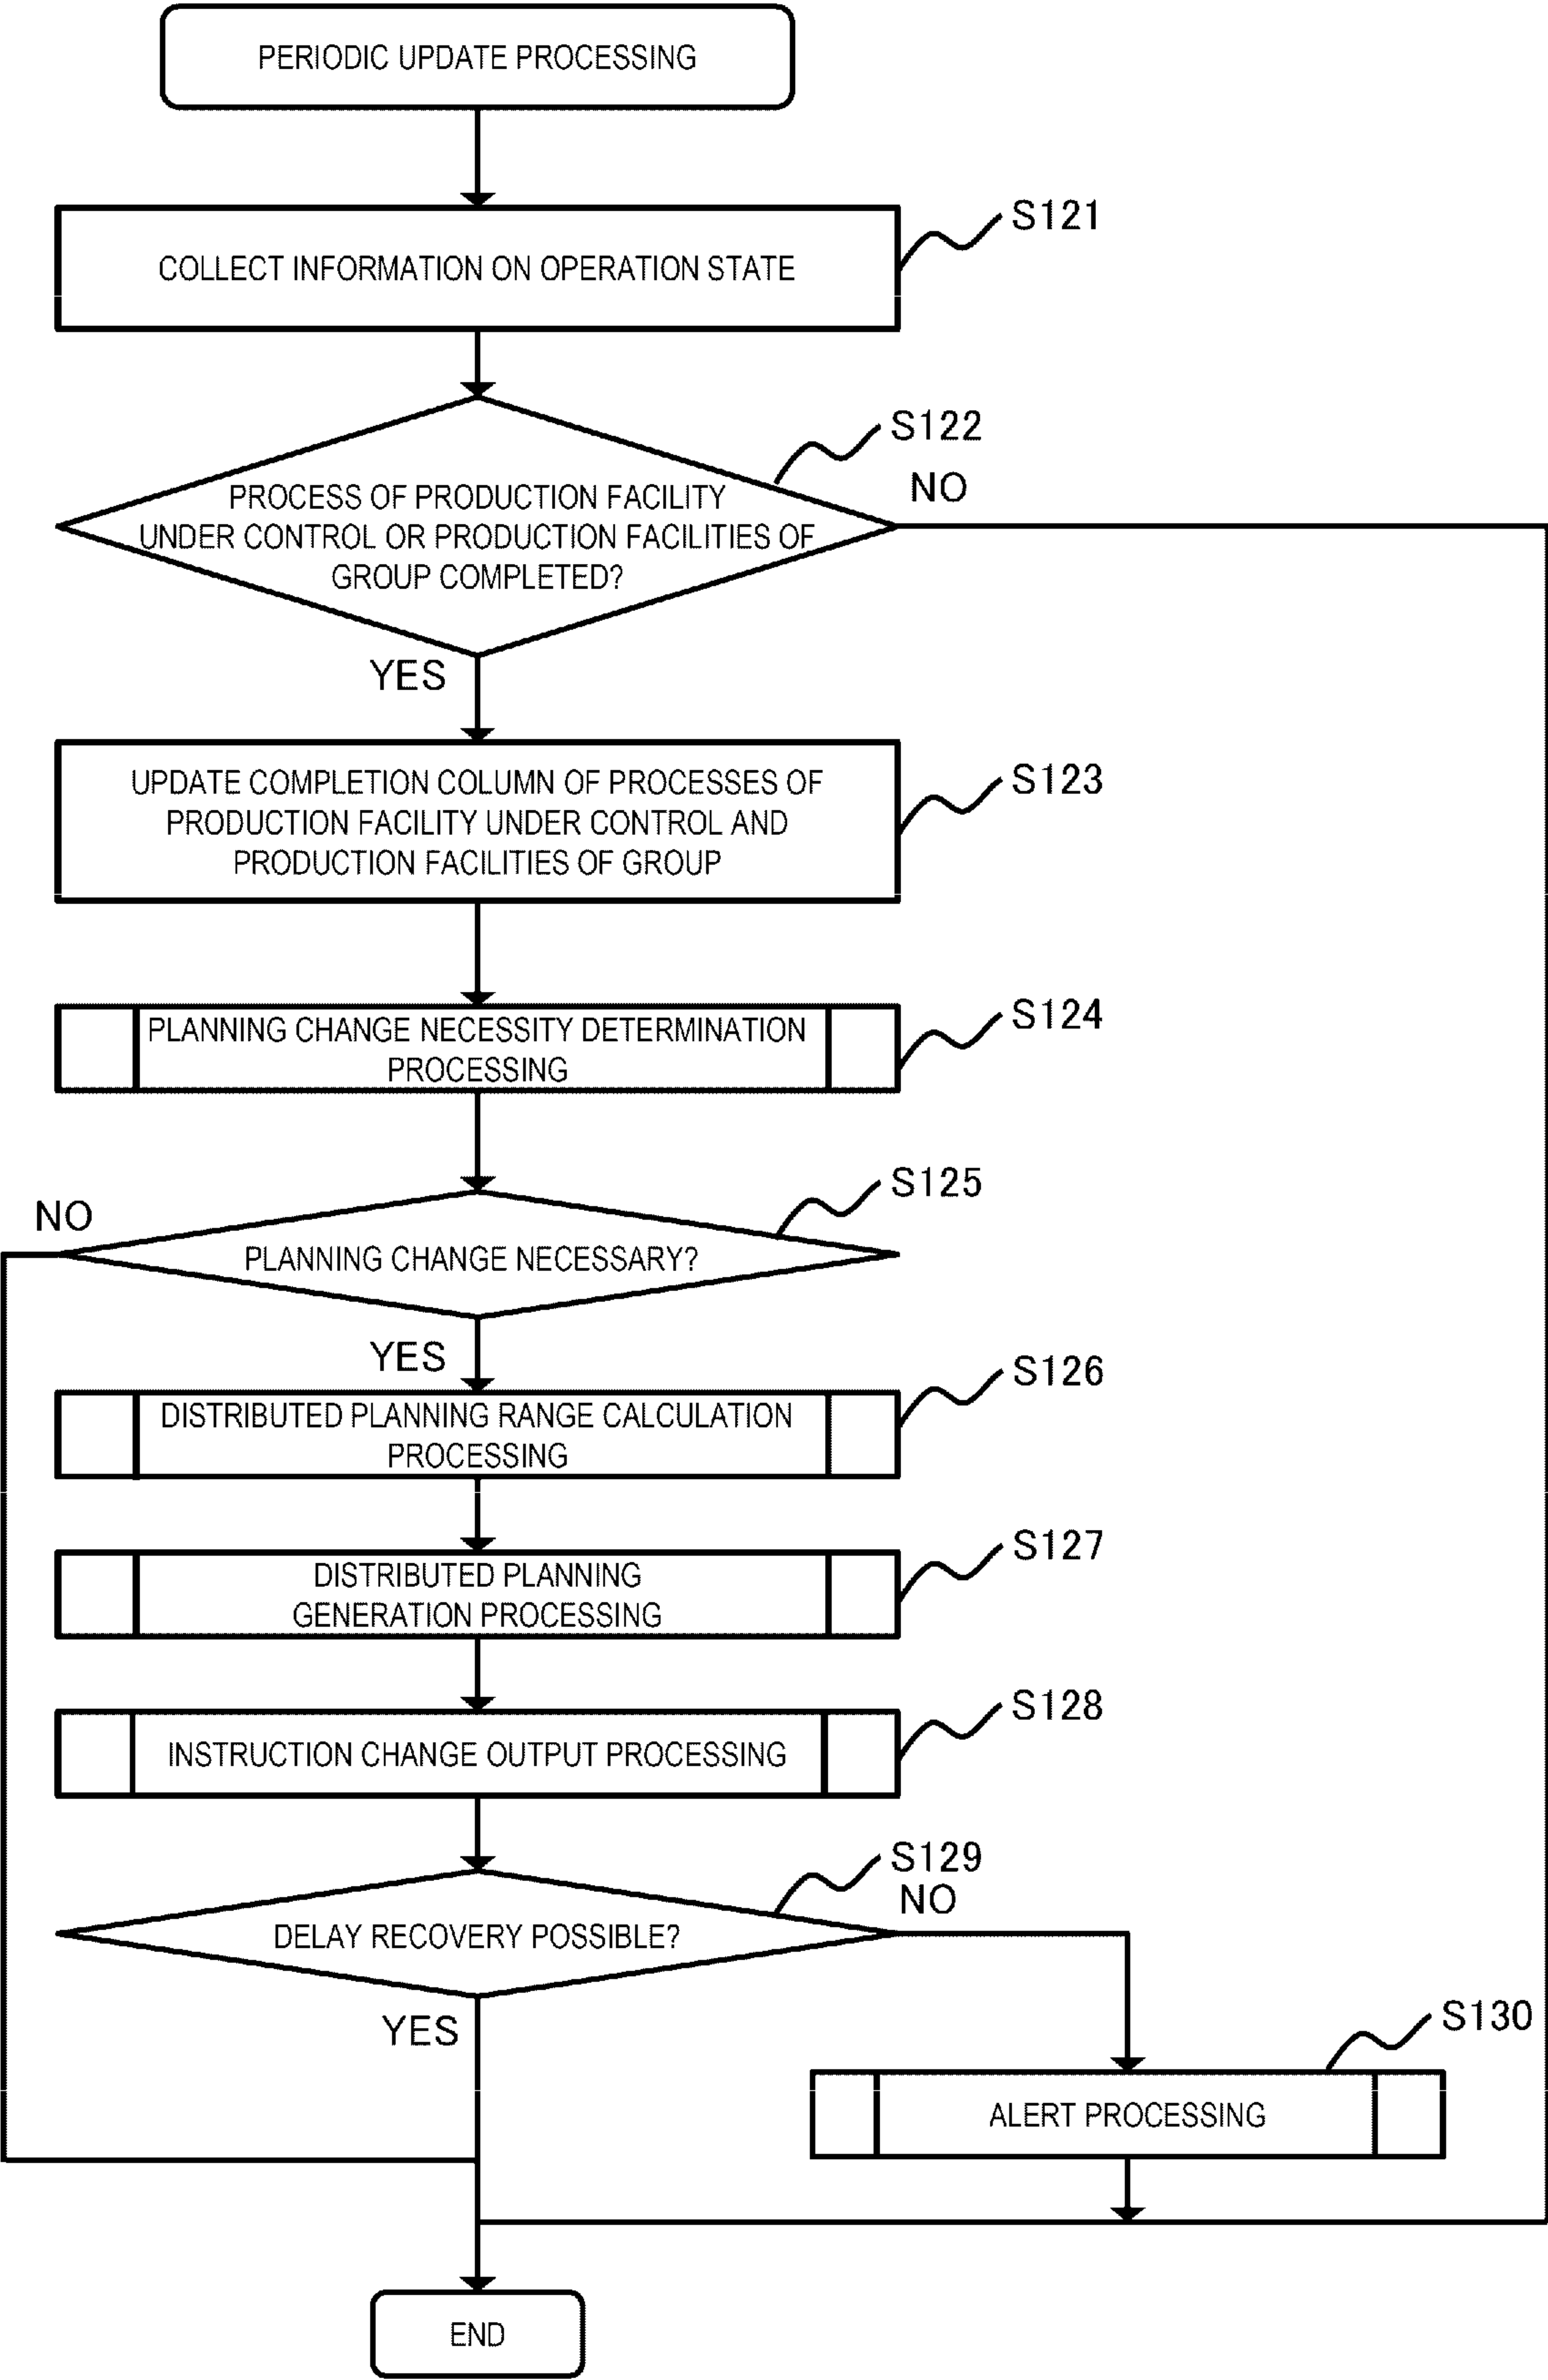 PERIODIC UPDATE PROCESSING
S121
COLLECT INFORMATION ON OPERATION STATE
S122
NO
PROCESS OF PRODUCTION FACILITY
UNDER CONTROL OR PRODUCTION FACILITIES OF
GROUP COMPLETED?
YES
S123
UPDATE COMPLETION COLUMN OF PROCESSES OF
PRODUCTION FACILITY UNDER CONTROL AND
PRODUCTION FACILITIES OF GROUP
S124
PLANNING CHANGE NECESSITY DETERMINATION
PROCESSING
S125
NO
PLANNING CHANGE NECESSARY?
YES
S126
DISTRIBUTED PLANNING RANGE CALCULATION
PROCESSING
S127
DISTRIBUTED PLANNING
GENERATION PROCESSING
S128
INSTRUCTION CHANGE OUTPUT PROCESSING
S129
NO
DELAY RECOVERY POSSIBLE?
YES
S130
ALERT PROCESSING
END